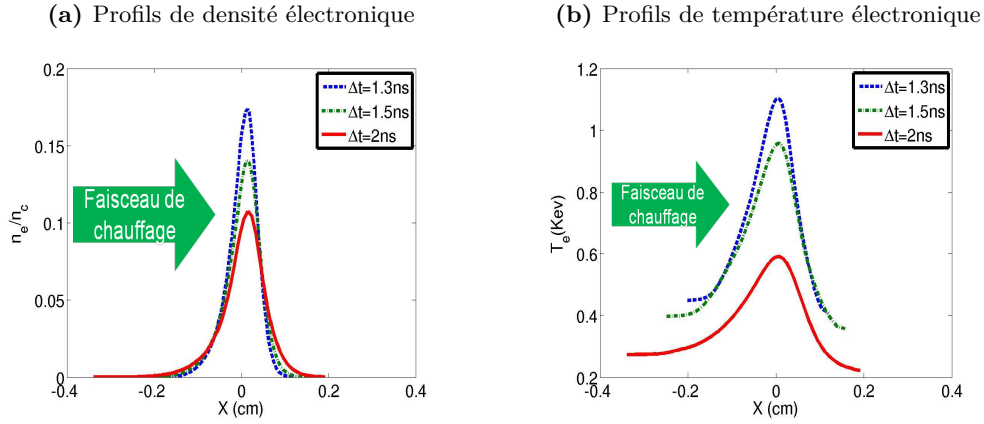 (a) Profils de densité électronique
0.2
0.15
0.1
0.05
0
-0.4
-0.2
0
0.2
0.4
X (cm)
n_e/n_c
Δt=1.3ns
Δt=1.5ns
Δt=2ns
Faisceau de
chauffage
(b) Profils de température électronique
1.2
1
0.8
0.6
0.4
0.2
-0.4
-0.2
0
0.2
0.4
X (cm)
T_e(Kev)
Δt=1.3ns
Δt=1.5ns
Δt=2ns
Faisceau de
chauffage